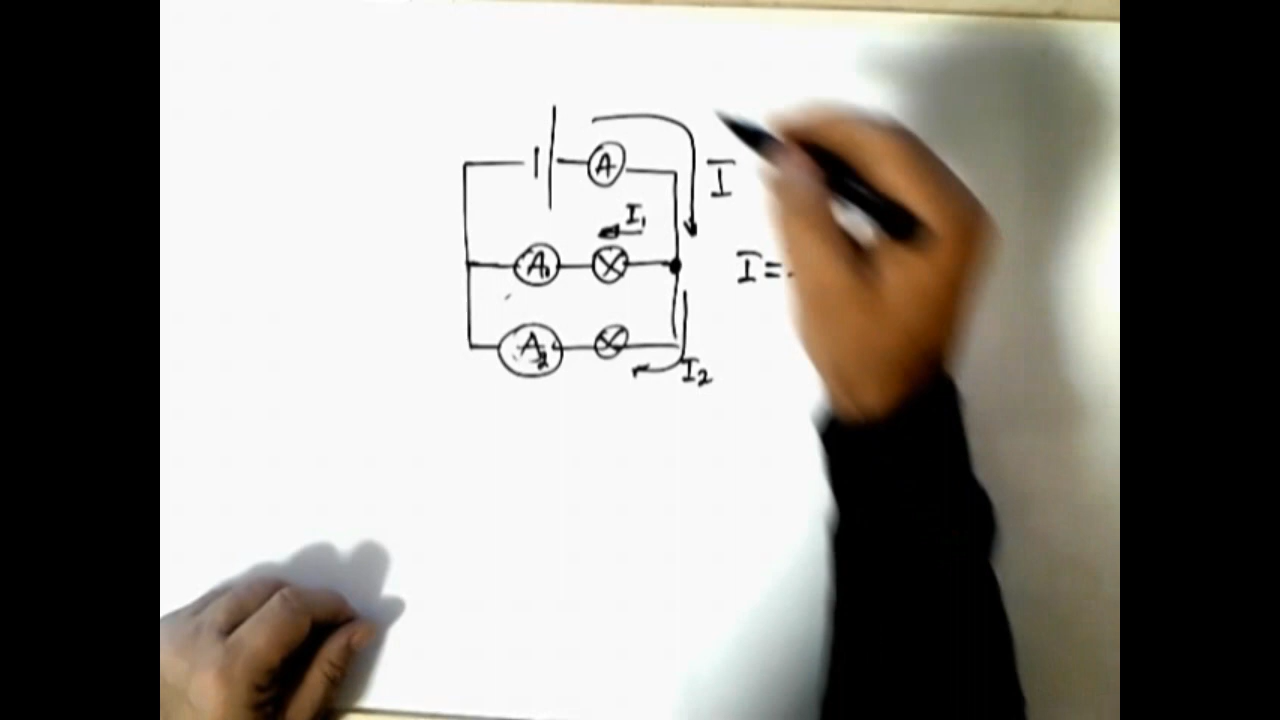 A
I
I₁
A₁
I =
A₂
I₂